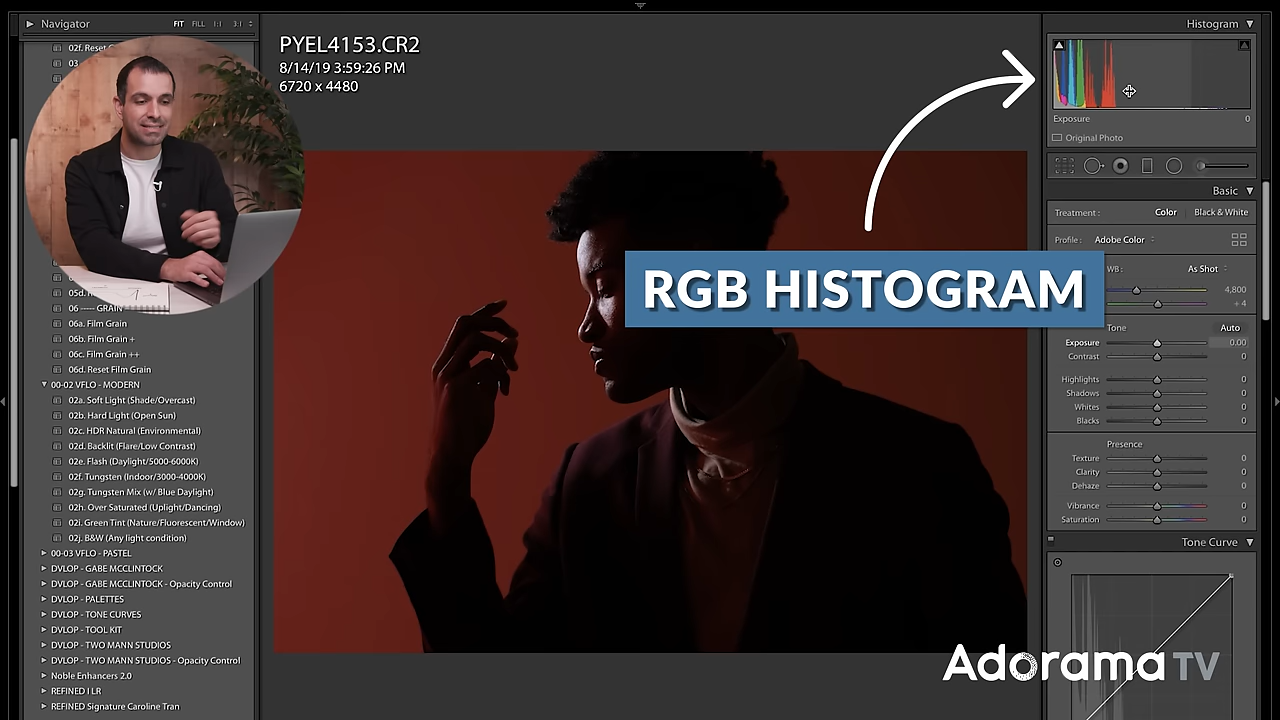 Navigator
FIT FILL 1:1 3:1
02f. Reset
03
05d.
06 ----- GRAIN
06a. Film Grain
06b. Film Grain +
06c. Film Grain ++
06d. Reset Film Grain
00-02 VFLO - MODERN
02a. Soft Light (Shade/Overcast)
02b. Hard Light (Open Sun)
02c. HDR Natural (Environmental)
02d. Backlit (Flare/Low Contrast)
02e. Flash (Daylight/5000-6000K)
02f. Tungsten (Indoor/3000-4000K)
02g. Tungsten Mix (w/ Blue Daylight)
02h. Over Saturated (Uplight/Dancing)
02i. Green Tint (Nature/Fluorescent/Window)
02j. B&W (Any light condition)
00-03 VFLO - PASTEL
DVLOP - GABE MCCLINTOCK
DVLOP - GABE MCCLINTOCK - Opacity Control
DVLOP - PALETTES
DVLOP - TONE CURVES
DVLOP - TOOL KIT
DVLOP - TWO MANN STUDIOS
DVLOP - TWO MANN STUDIOS - Opacity Control
Noble Enhancers 2.0
REFINED I LR
REFINED Signature Caroline Tran
PYEL4153.CR2
8/14/19 3:59:26 PM
6720 x 4480
RGB HISTOGRAM
Histogram
Exposure 0
Original Photo
Basic
Treatment : Color Black & White
Profile : Adobe Color
WB : As Shot
4,800
+ 4
Tone Auto
Exposure 0.00
Contrast 0
Highlights 0
Shadows 0
Whites 0
Blacks 0
Presence
Texture 0
Clarity 0
Dehaze 0
Vibrance 0
Saturation 0
Tone Curve
Adorama TV